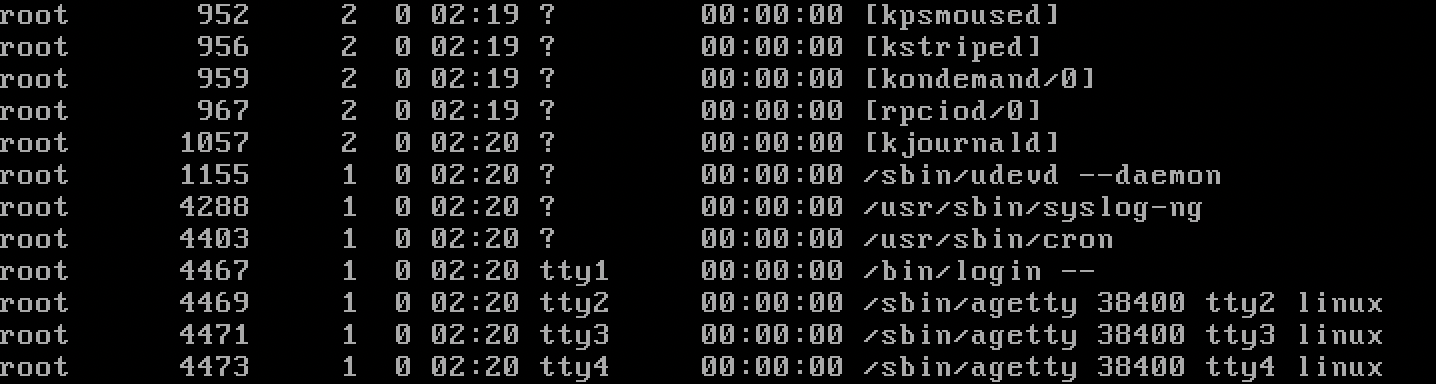 root       952     2  0 02:19 ?        00:00:00 [kpsmoused]
root       956     2  0 02:19 ?        00:00:00 [kstriped]
root       959     2  0 02:19 ?        00:00:00 [kondemand/0]
root       967     2  0 02:19 ?        00:00:00 [rpciod/0]
root      1057     2  0 02:20 ?        00:00:00 [kjournald]
root      1155     1  0 02:20 ?        00:00:00 /sbin/udevd --daemon
root      4288     1  0 02:20 ?        00:00:00 /usr/sbin/syslog-ng
root      4403     1  0 02:20 ?        00:00:00 /usr/sbin/cron
root      4467     1  0 02:20 tty1     00:00:00 /bin/login --
root      4469     1  0 02:20 tty2     00:00:00 /sbin/agetty 38400 tty2 linux
root      4471     1  0 02:20 tty3     00:00:00 /sbin/agetty 38400 tty3 linux
root      4473     1  0 02:20 tty4     00:00:00 /sbin/agetty 38400 tty4 linux